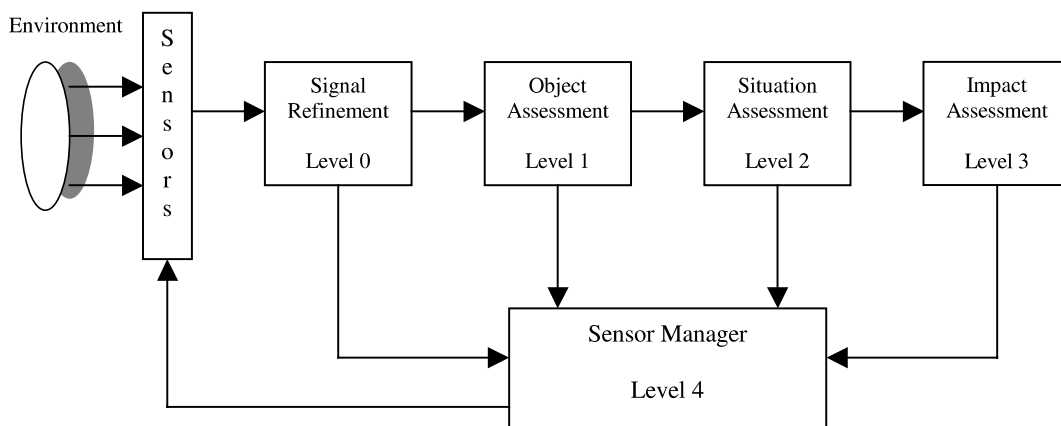 Environment
Sensors
Signal
Refinement
Level 0
Object
Assessment
Level 1
Situation
Assessment
Level 2
Impact
Assessment
Level 3
Sensor Manager
Level 4